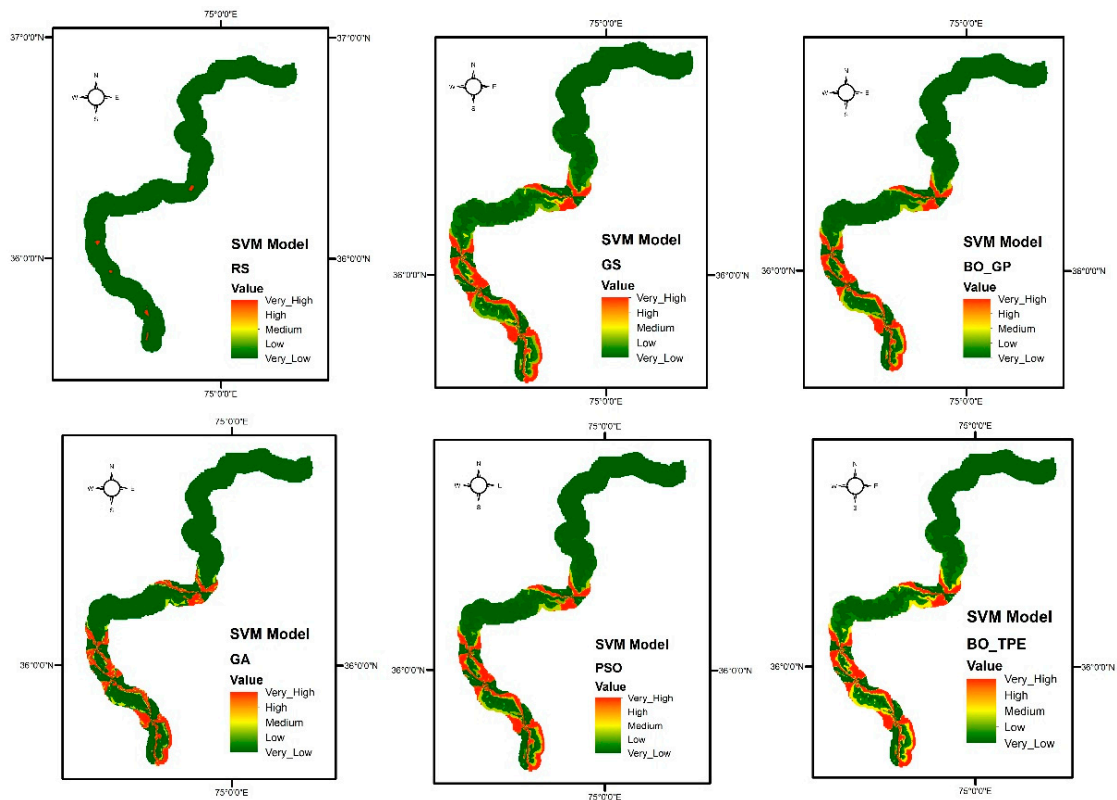 75°0'0"E
75°0'0"E
75°0'0"E
37°0'0"N
37°0'0"N
N
W
E
S
SVM Model
RS
Value
Very_High
High
Medium
Low
Very_Low
36°0'0"N
36°0'0"N
75°0'0"E
N
W
S
SVM Model
GS
Value
Very_High
High
Medium
Low
Very_Low
36°0'0"N
36°0'0"N
75°0'0"E
N
W
S
SVM Model
BO_GP
Value
Very_High
High
Medium
Low
Very_Low
36°0'0"N
75°0'0"E
75°0'0"E
75°0'0"E
75°0'0"E
N
W
E
S
SVM Model
GA
Value
Very_High
High
Medium
Low
Very_Low
36°0'0"N
36°0'0"N
75°0'0"E
N
W
SVM Model
PSO
Value
Very_High
High
Medium
Low
Very_Low
36°0'0"N
36°0'0"N
75°0'0"E
N
W
SVM Model
BO_TPE
Value
Very_High
High
Medium
Low
Very_Low
36°0'0"N
75°0'0"E